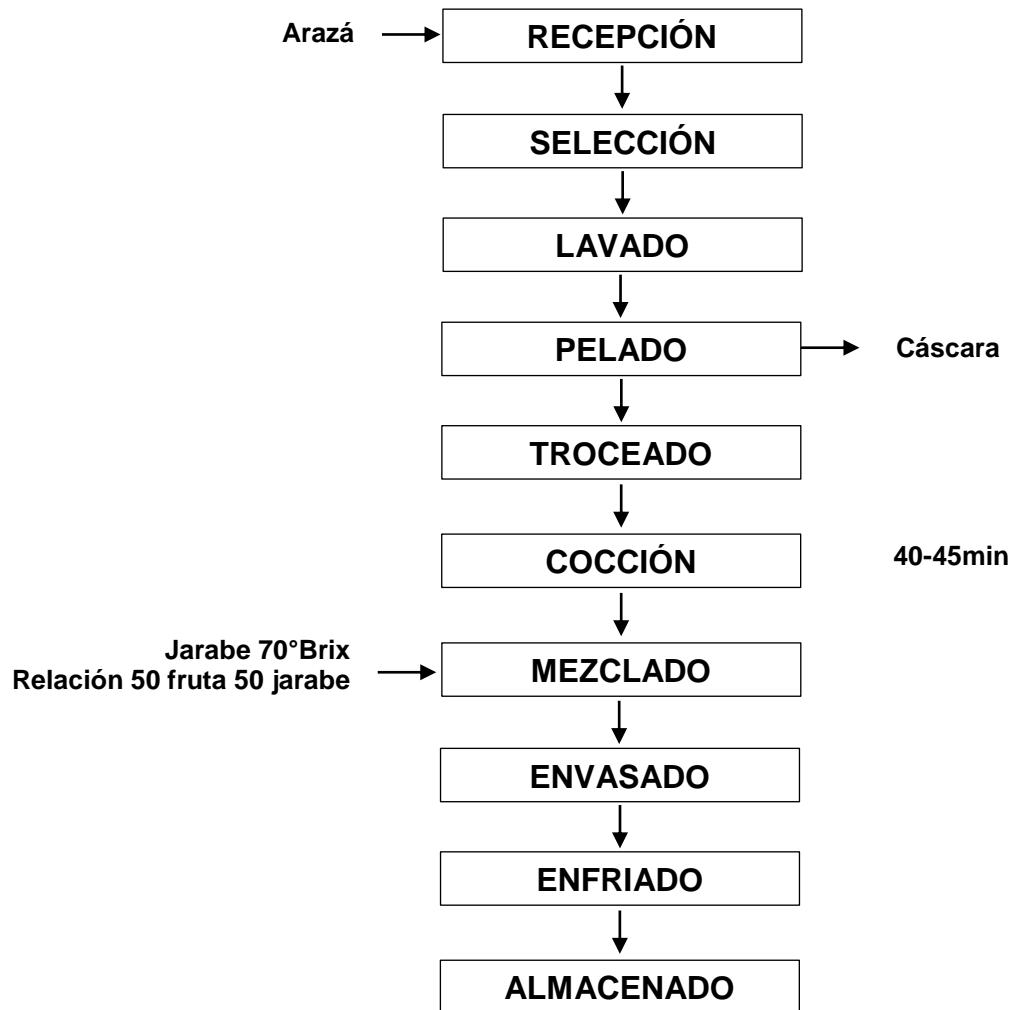 Arazá
RECEPCIÓN
SELECCIÓN
LAVADO
PELADO
Cáscara
TROCEADO
COCCIÓN
40-45min
Jarabe 70°Brix
Relación 50 fruta 50 jarabe
MEZCLADO
ENVASADO
ENFRIADO
ALMACENADO